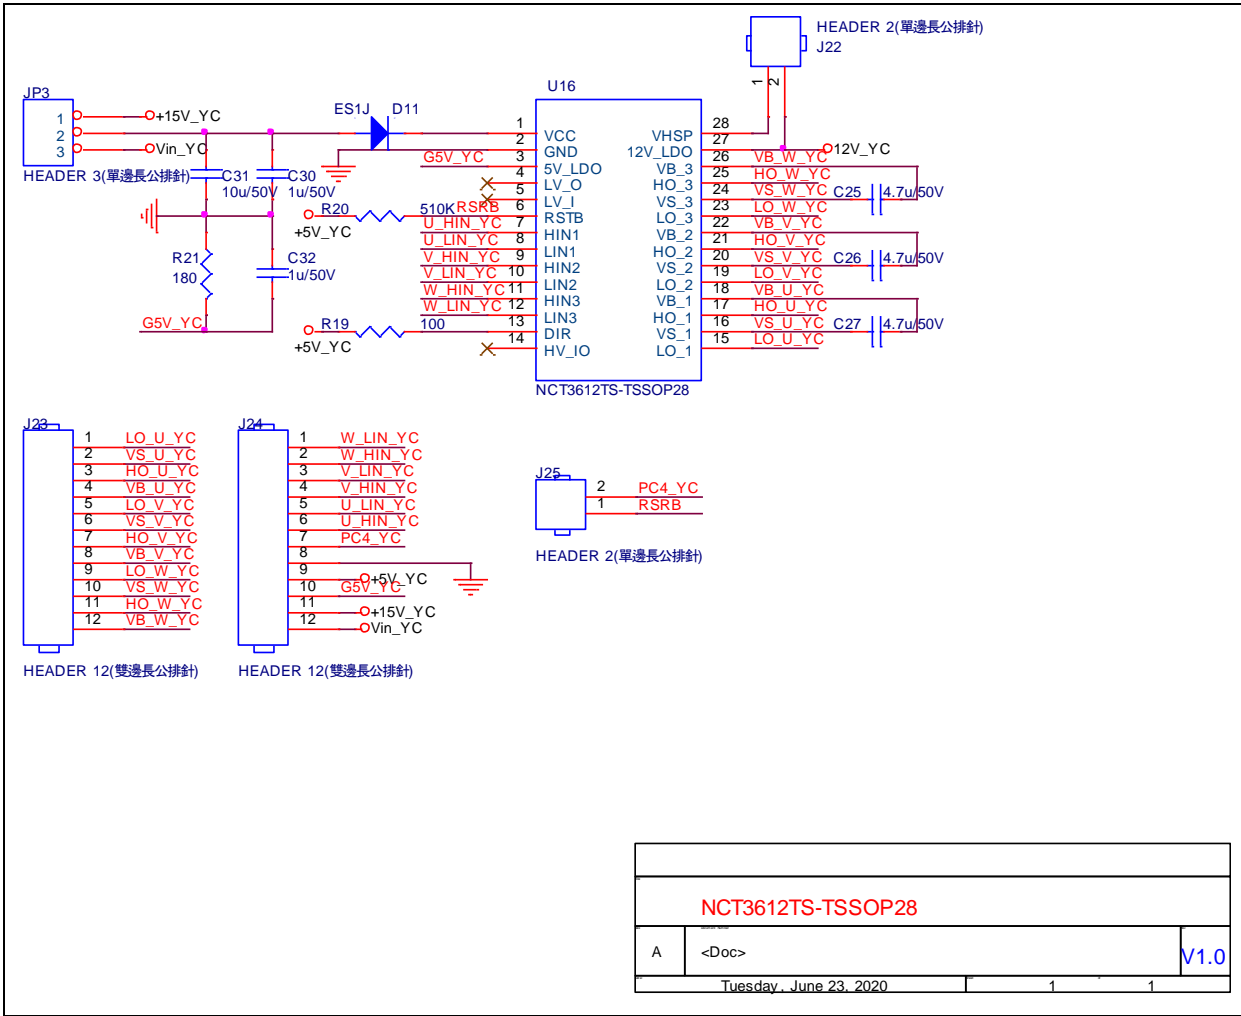 HEADER 2(單邊長公排針)
J22
1
2
U16
JP3
1
2
3
+15V_YC
Vin_YC
HEADER 3(單邊長公排針)
ES1J
D11
C31
10u/50V
C30
1u/50V
R20
510K
+5V_YC
R21
180
C32
1u/50V
G5V_YC
R19
100
+5V_YC
G5V_YC
RSRB
U_HIN_YC
U_LIN_YC
V_HIN_YC
V_LIN_YC
W_HIN_YC
W_LIN_YC
1 VCC
2 GND
3 5V_LDO
4 LV_O
5 LV_I
6 RSTB
7 HIN1
8 LIN1
9 HIN2
10 LIN2
11 HIN3
12 LIN3
13 DIR
14 HV_IO
VHSP 28
12V_LDO 27
VB_3 26
HO_3 25
VS_3 24
LO_3 23
VB_2 22
HO_2 21
VS_2 20
LO_2 19
VB_1 18
HO_1 17
VS_1 16
LO_1 15
12V_YC
VB_W_YC
HO_W_YC
VS_W_YC
LO_W_YC
VB_V_YC
HO_V_YC
VS_V_YC
LO_V_YC
VB_U_YC
HO_U_YC
VS_U_YC
LO_U_YC
C25 4.7u/50V
C26 4.7u/50V
C27 4.7u/50V
NCT3612TS-TSSOP28
J23
1 LO_U_YC
2 VS_U_YC
3 HO_U_YC
4 VB_U_YC
5 LO_V_YC
6 VS_V_YC
7 HO_V_YC
8 VB_V_YC
9 LO_W_YC
10 VS_W_YC
11 HO_W_YC
12 VB_W_YC
HEADER 12(雙邊長公排針)
J24
1 W_LIN_YC
2 W_HIN_YC
3 V_LIN_YC
4 V_HIN_YC
5 U_LIN_YC
6 U_HIN_YC
7 PC4_YC
8
9 +5V_YC
10 G5V_YC
11 +15V_YC
12 Vin_YC
HEADER 12(雙邊長公排針)
J25
2 PC4_YC
1 RSRB
HEADER 2(單邊長公排針)
NCT3612TS-TSSOP28
A
<Doc>
V1.0
Tuesday, June 23, 2020
1
1